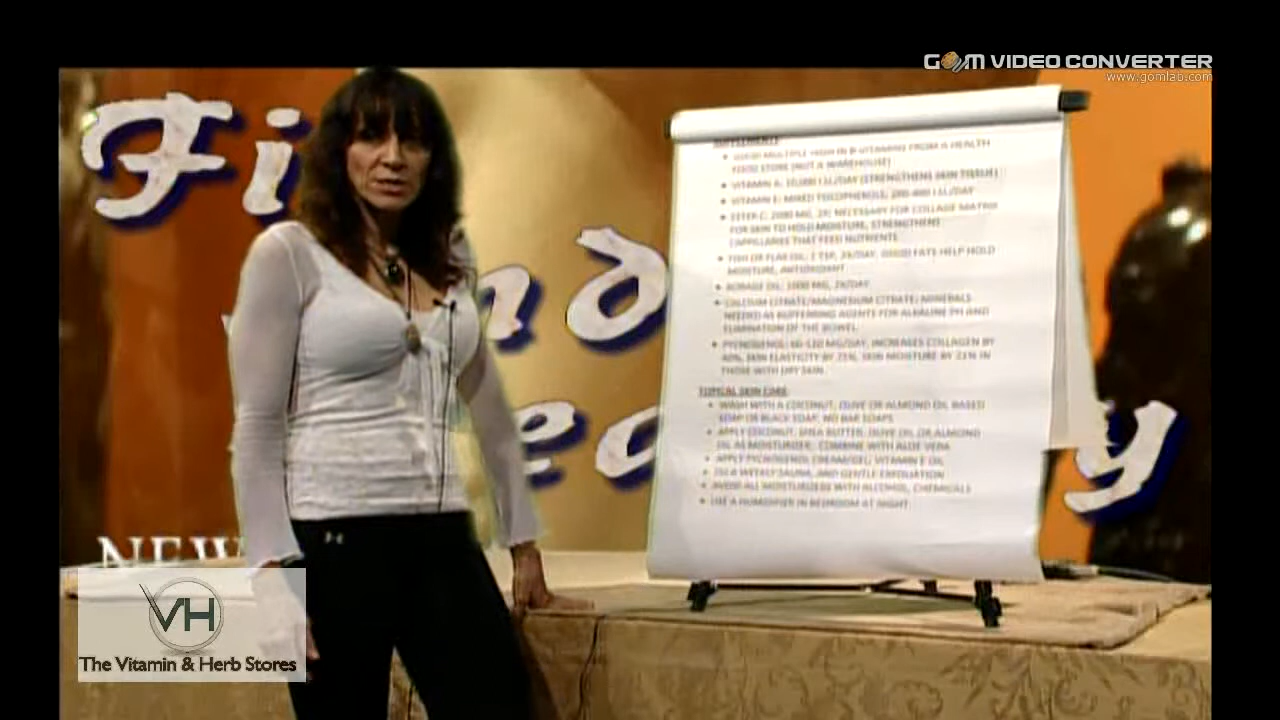 GOM VIDEO CONVERTER
www.gomlab.com
Fi
nd
ea
y
NEW
SUPPLEMENTS:
• GOOD MULTIPLE HIGH IN B VITAMINS FROM A HEALTH
FOOD STORE (NOT A WAREHOUSE)
• VITAMIN A: 10,000 I.U./DAY (STRENGTHENS SKIN TISSUE)
• VITAMIN E: MIXED TOCOPHEROLS, 200-400 I.U./DAY
• ESTER C: 2000 MG, 2X; NECESSARY FOR COLLAGE MATRIX
FOR SKIN TO HOLD MOISTURE, STRENGTHENS
CAPILLARIES THAT FEED NUTRIENTS
• FISH OR FLAX OIL: 1 TSP, 2X/DAY. GOOD FATS HELP HOLD
MOISTURE, ANTIOXIDANT
• BORAGE OIL: 1000 MG, 2X/DAY
• CALCIUM CITRATE/MAGNESIUM CITRATE: MINERALS
NEEDED AS BUFFERING AGENTS FOR ALKALINE PH AND
ELIMINATION OF THE BOWEL
• PYCNOGENOL: 60-120 MG/DAY, INCREASES COLLAGEN BY
40%, SKIN ELASTICITY BY 25%, SKIN MOISTURE BY 21% IN
THOSE WITH DRY SKIN.
TOPICAL SKIN CARE:
• WASH WITH A COCONUT, OLIVE OR ALMOND OIL BASED
SOAP OR BLACK SOAP, NO BAR SOAPS
• APPLY COCONUT, SHEA BUTTER, OLIVE OIL OR ALMOND
OIL AS MOISTURIZER; COMBINE WITH ALOE VERA
• APPLY PYCNOGENOL CREAM/GEL; VITAMIN E OIL
• WEEKLY SAUNA, AND GENTLE EXFOLIATION
• AVOID ALL MOISTURIZERS WITH ALCOHOL, CHEMICALS
• USE A HUMIDIFIER IN BEDROOM AT NIGHT
VH
The Vitamin & Herb Stores